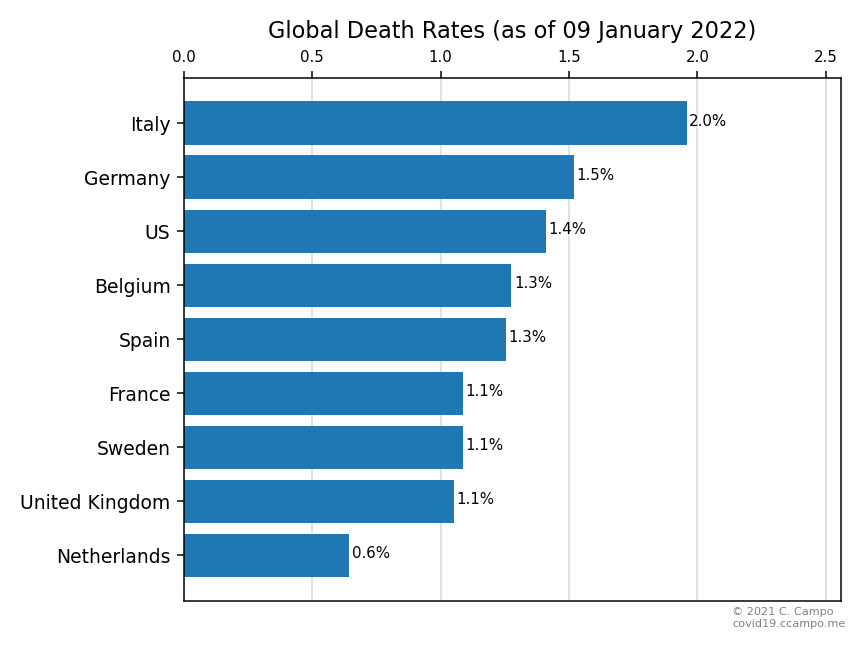 Global Death Rates (as of 09 January 2022)
0.0 0.5 1.0 1.5 2.0 2.5
Italy 2.0%
Germany 1.5%
US 1.4%
Belgium 1.3%
Spain 1.3%
France 1.1%
Sweden 1.1%
United Kingdom 1.1%
Netherlands 0.6%
© 2021 C. Campo
covid19.ccampo.me